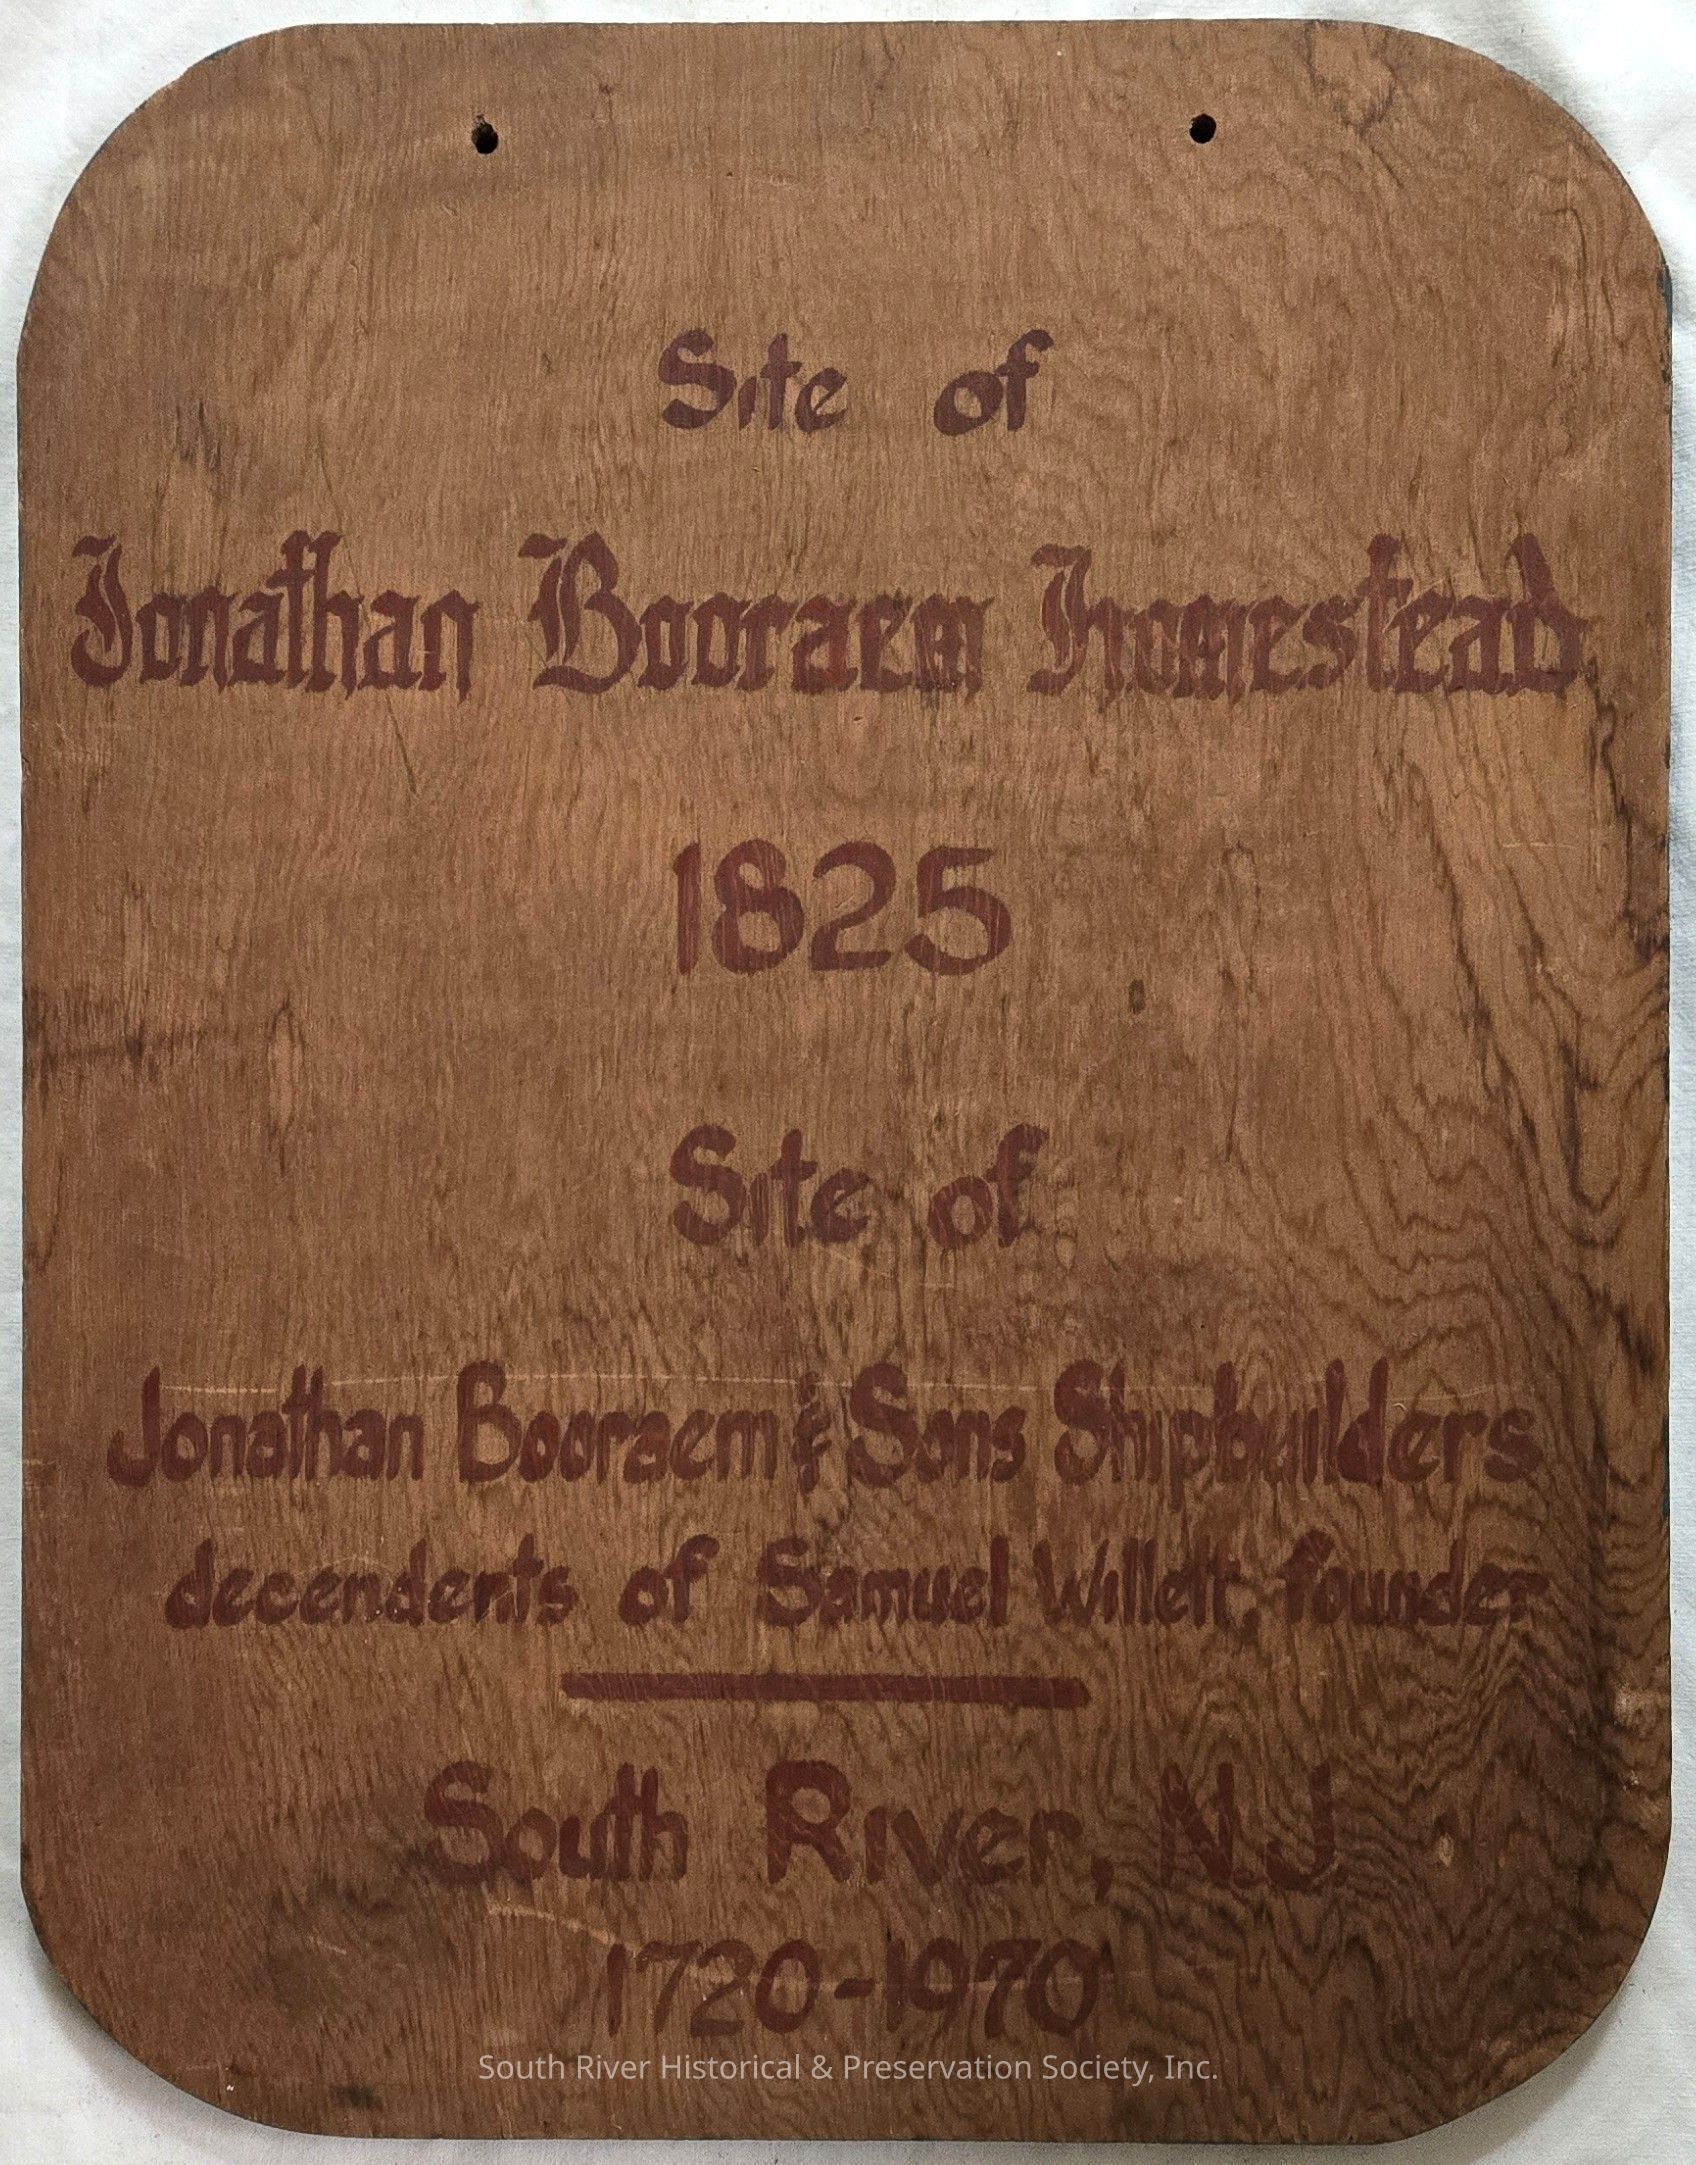 Site of
Jonathan Booraem Homestead
1825
Site of
Jonathan Booraem & Sons Shipbuilders
decendents of Samuel Willett, founder
South River, NJ
1720-1970
South River Historical & Preservation Society, Inc.